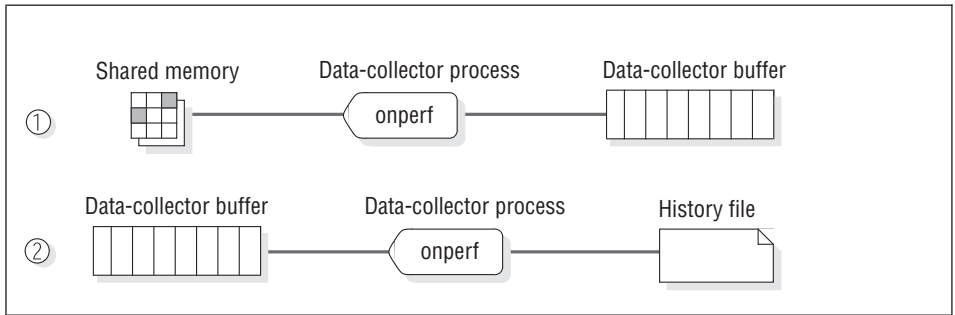 Shared memory
Data-collector process
Data-collector buffer
1
onperf
Data-collector buffer
Data-collector process
History file
2
onperf